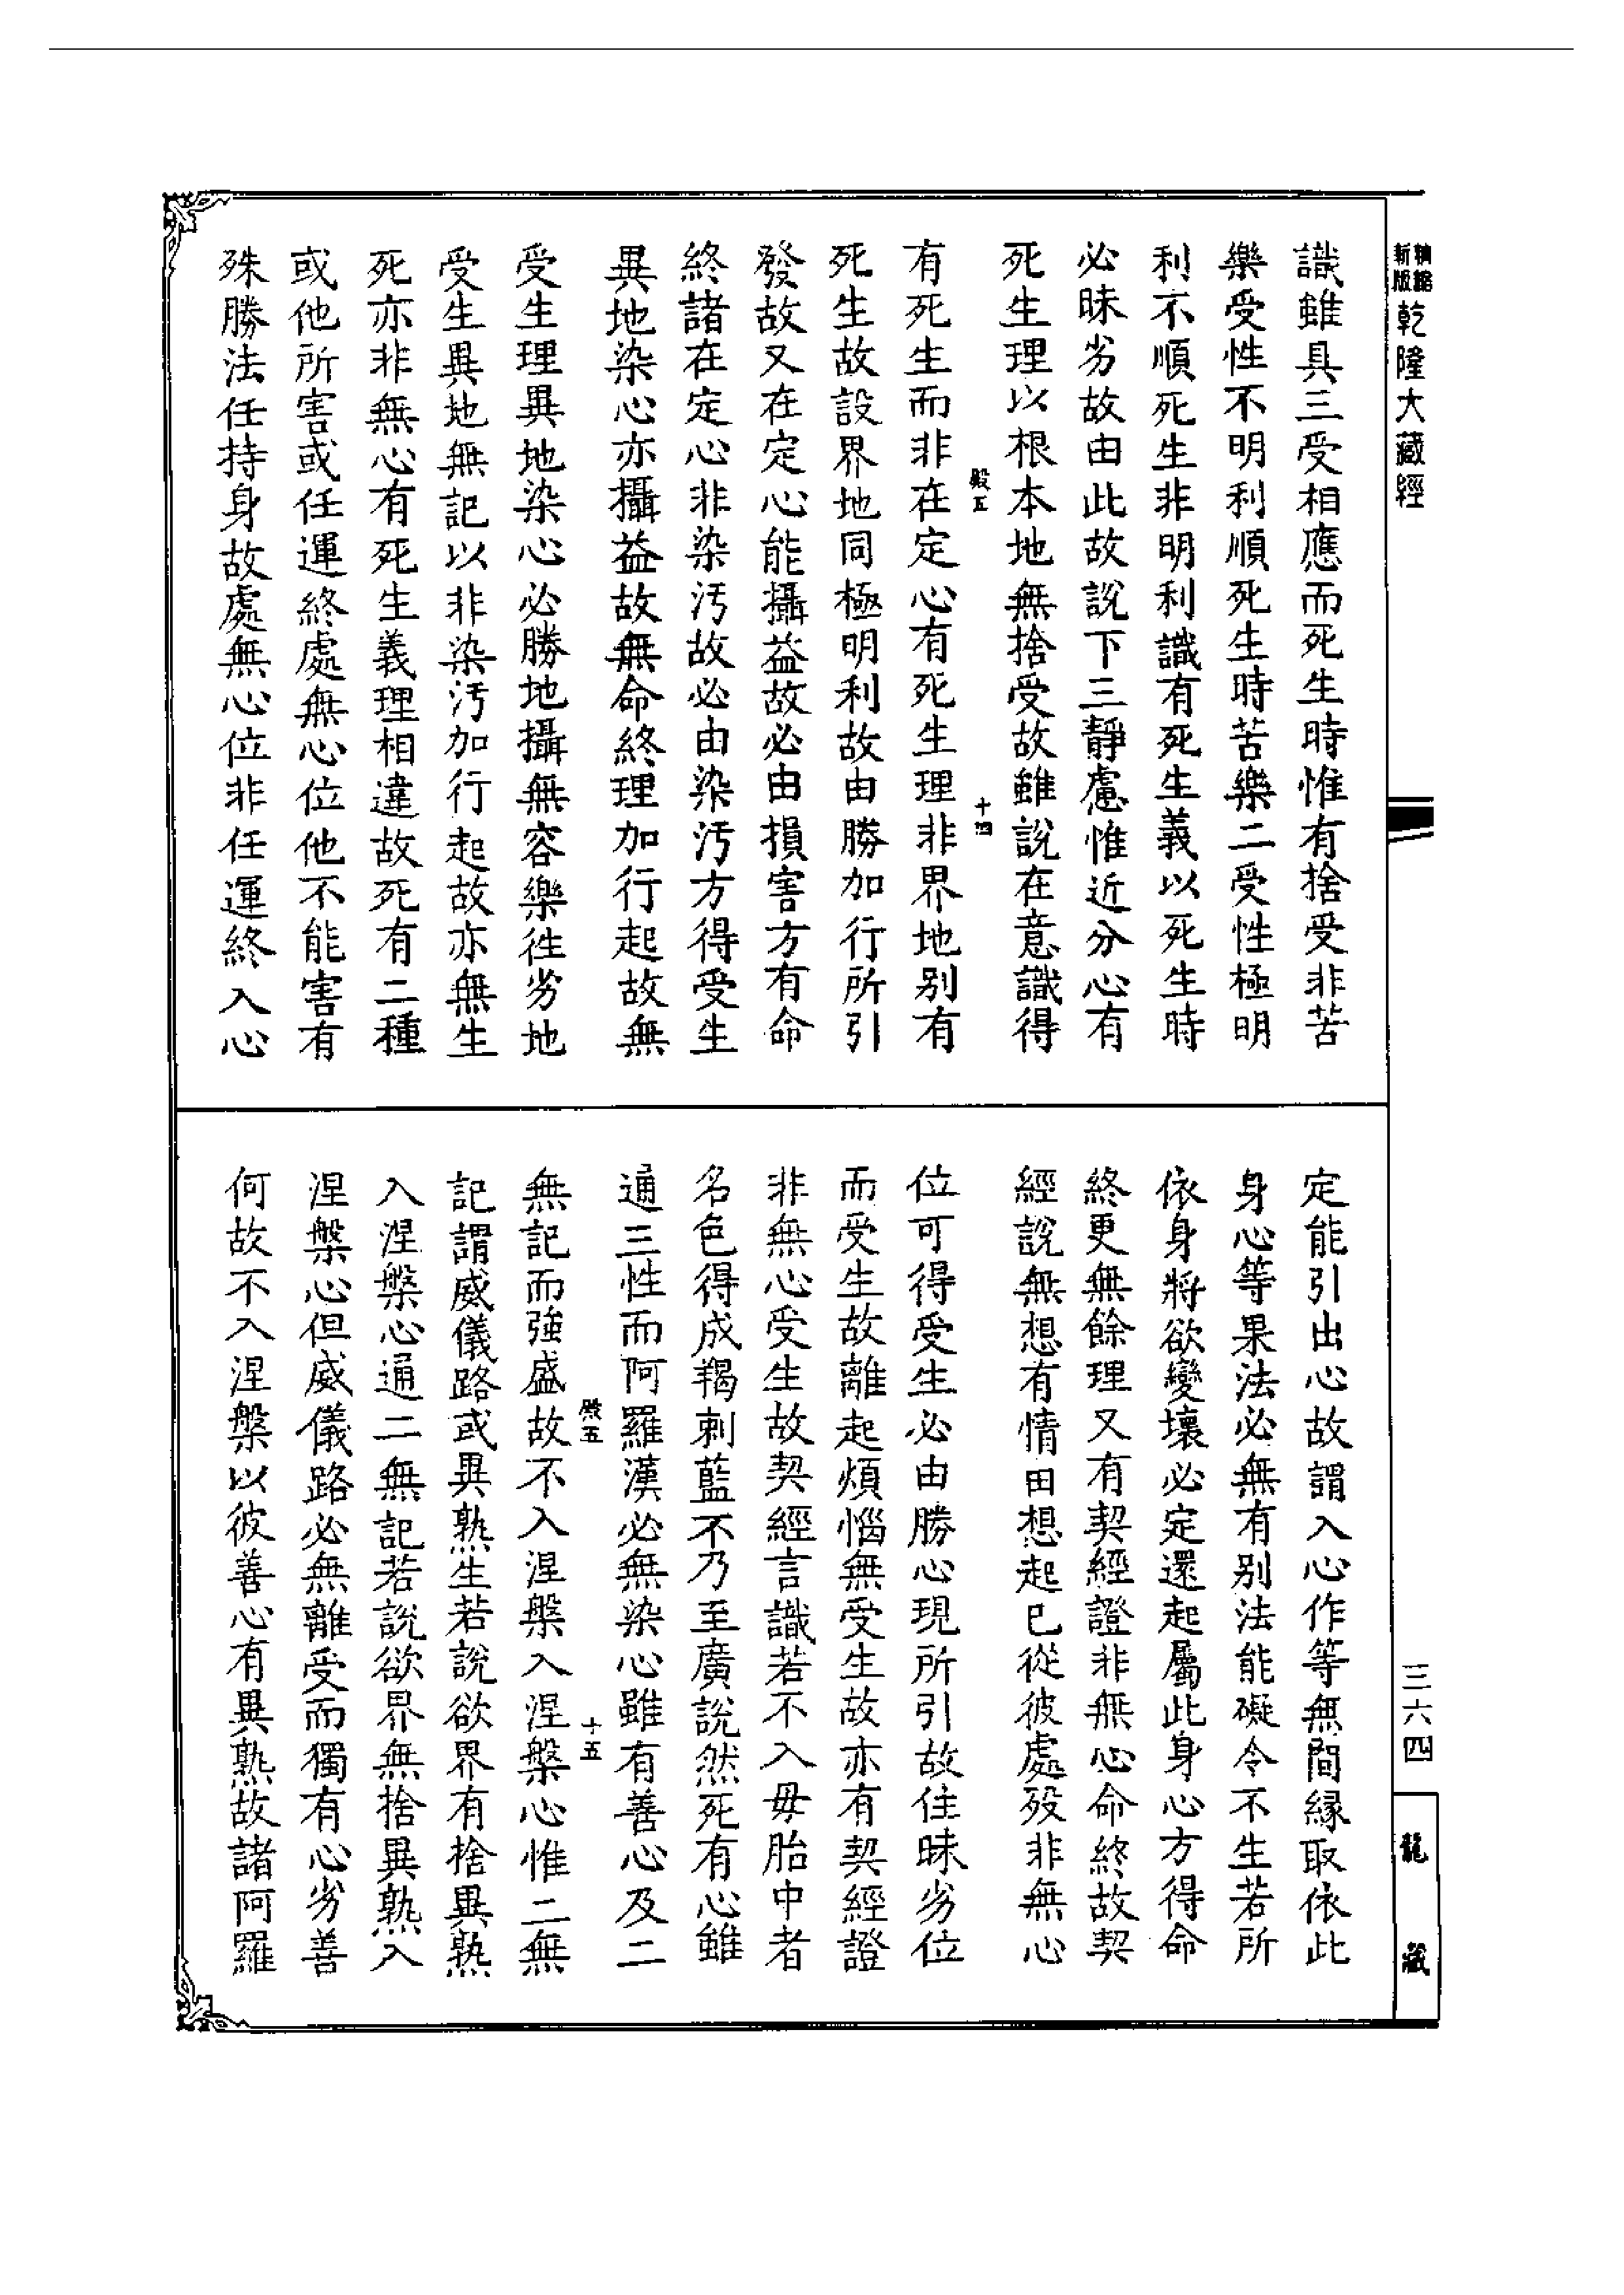 精縮
新版
乾隆大藏經
識雖具三受相應而死生時惟有捨受非苦
樂受性不明利順死生時苦樂二受性極明
利不順死生非明利識有死生義以死生時
必昧劣故由此故說下三靜慮惟近分心有
死生理以根本地無捨受故雖說在意識得
殿五
十四
有死生而非在定心有死生理非界地别有
死生故設界地同極明利故由勝加行所引
發故又在定心能攝益故必由損害方有命
終諸在定心非染汚故必由染汚方得受生
異地染心亦攝益故無命終理加行起故無
受生理異地染心必勝地攝無容樂徃劣地
受生異地無記以非染汚加行起故亦無生
死亦非無心有死生義理相違故死有二種
或他所害或任運終處無心位他不能害有
殊勝法任持身故處無心位非任運終入心
定能引出心故謂入心作等無間緣取依此
身心等果法必無有别法能礙令不生若所
依身將欲變壞必定還起屬此身心方得命
終更無餘理又有契經證非無心命終故契
經說無想有情由想起已從彼處歿非無心
位可得受生必由勝心現所引故住昧劣位
而受生故離起煩惱無受生故亦有契經證
非無心受生故契經言識若不入母胎中者
名色得成羯剌藍不乃至廣說然死有心雖
通三性而阿羅漢必無染心雖有善心及二
殿五
十五
無記而強盛故不入涅槃入涅槃心惟二無
記謂威儀路或異熟生若說欲界有捨異熟
入涅槃心通二無記若說欲界無捨異熟入
涅槃心但威儀路必無離受而獨有心劣善
何故不入涅槃以彼善心有異熟故諸阿羅
三六四
龍藏